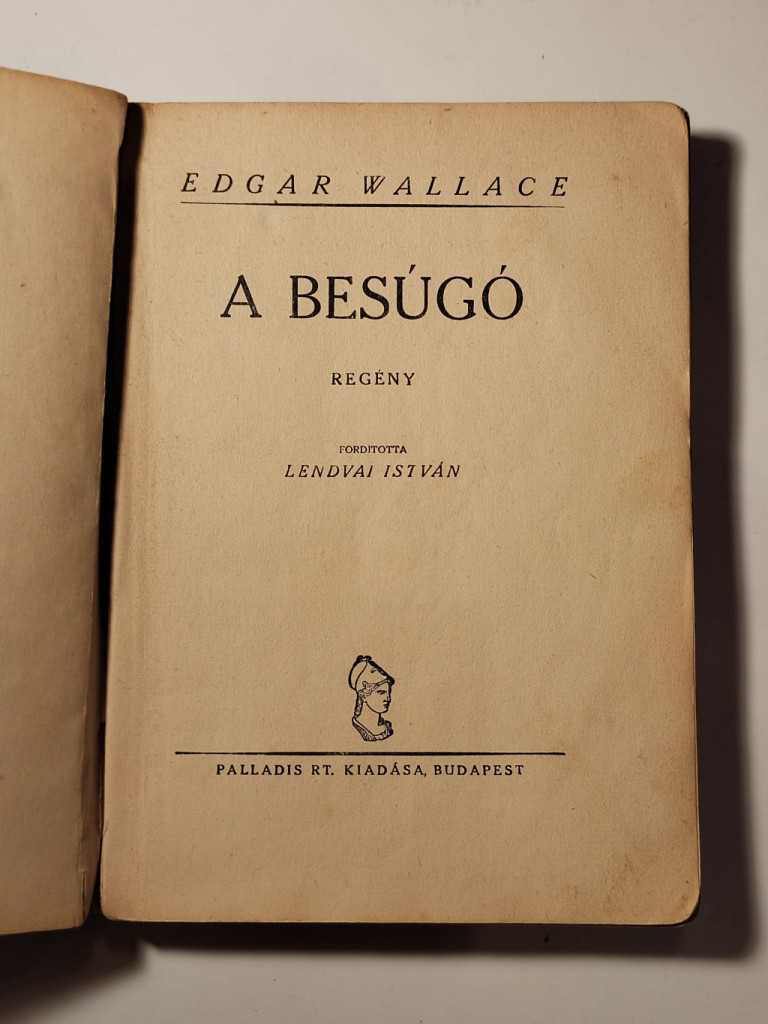 EDGAR WALLACE
A BESÚGÓ
REGÉNY
FORDITOTTA
LENDVAI ISTVÁN
PALLADIS RT. KIADÁSA, BUDAPEST